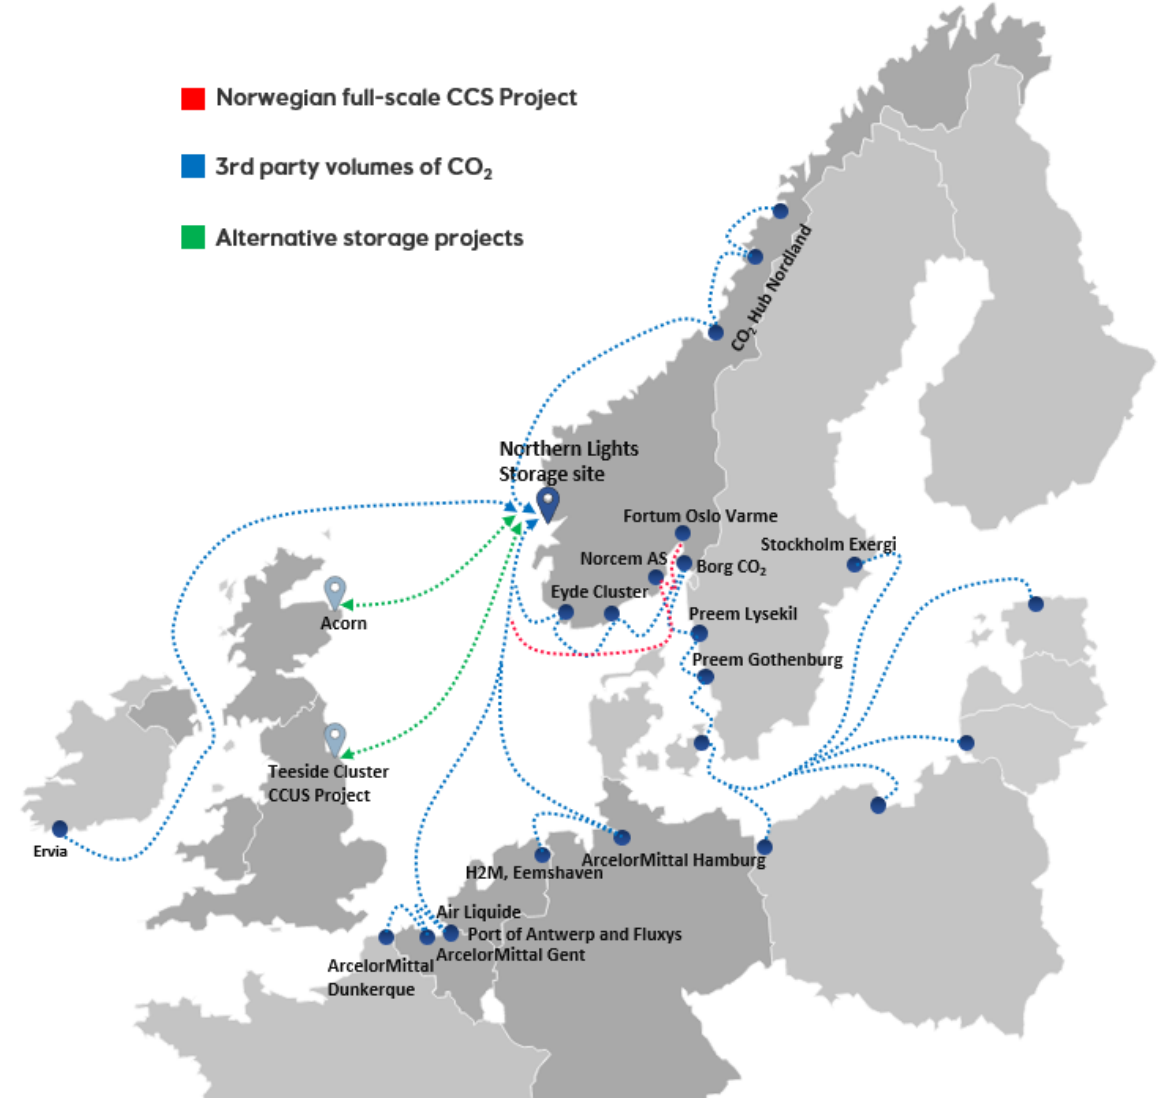 Norwegian full-scale CCS Project
3rd party volumes of CO₂
Alternative storage projects
CO₂ Hub Nordland
Northern Lights
Storage site
Fortum Oslo Varme
Stockholm Exergi
Norcem AS
Borg CO₂
Eyde Cluster
Preem Lysekil
Acorn
Preem Gothenburg
Teeside Cluster
CCUS Project
Ervia
ArcelorMittal Hamburg
H2M, Eemshaven
Air Liquide
Port of Antwerp and Fluxys
ArcelorMittal Gent
ArcelorMittal
Dunkerque